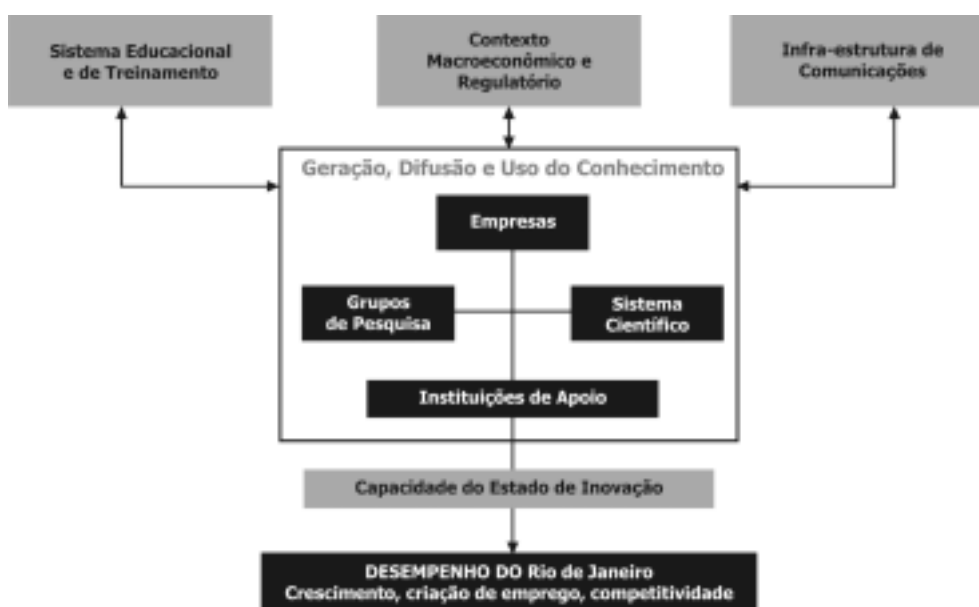 Sistema Educacional
e de Treinamento
Contexto
Macroeconômico e
Regulatório
Infra-estrutura de
Comunicações
Geração, Difusão e Uso do Conhecimento
Empresas
Grupos
de Pesquisa
Sistema
Científico
Instituições de Apoio
Capacidade do Estado de Inovação
DESEMPENHO DO Rio de Janeiro
Crescimento, criação de emprego, competitividade